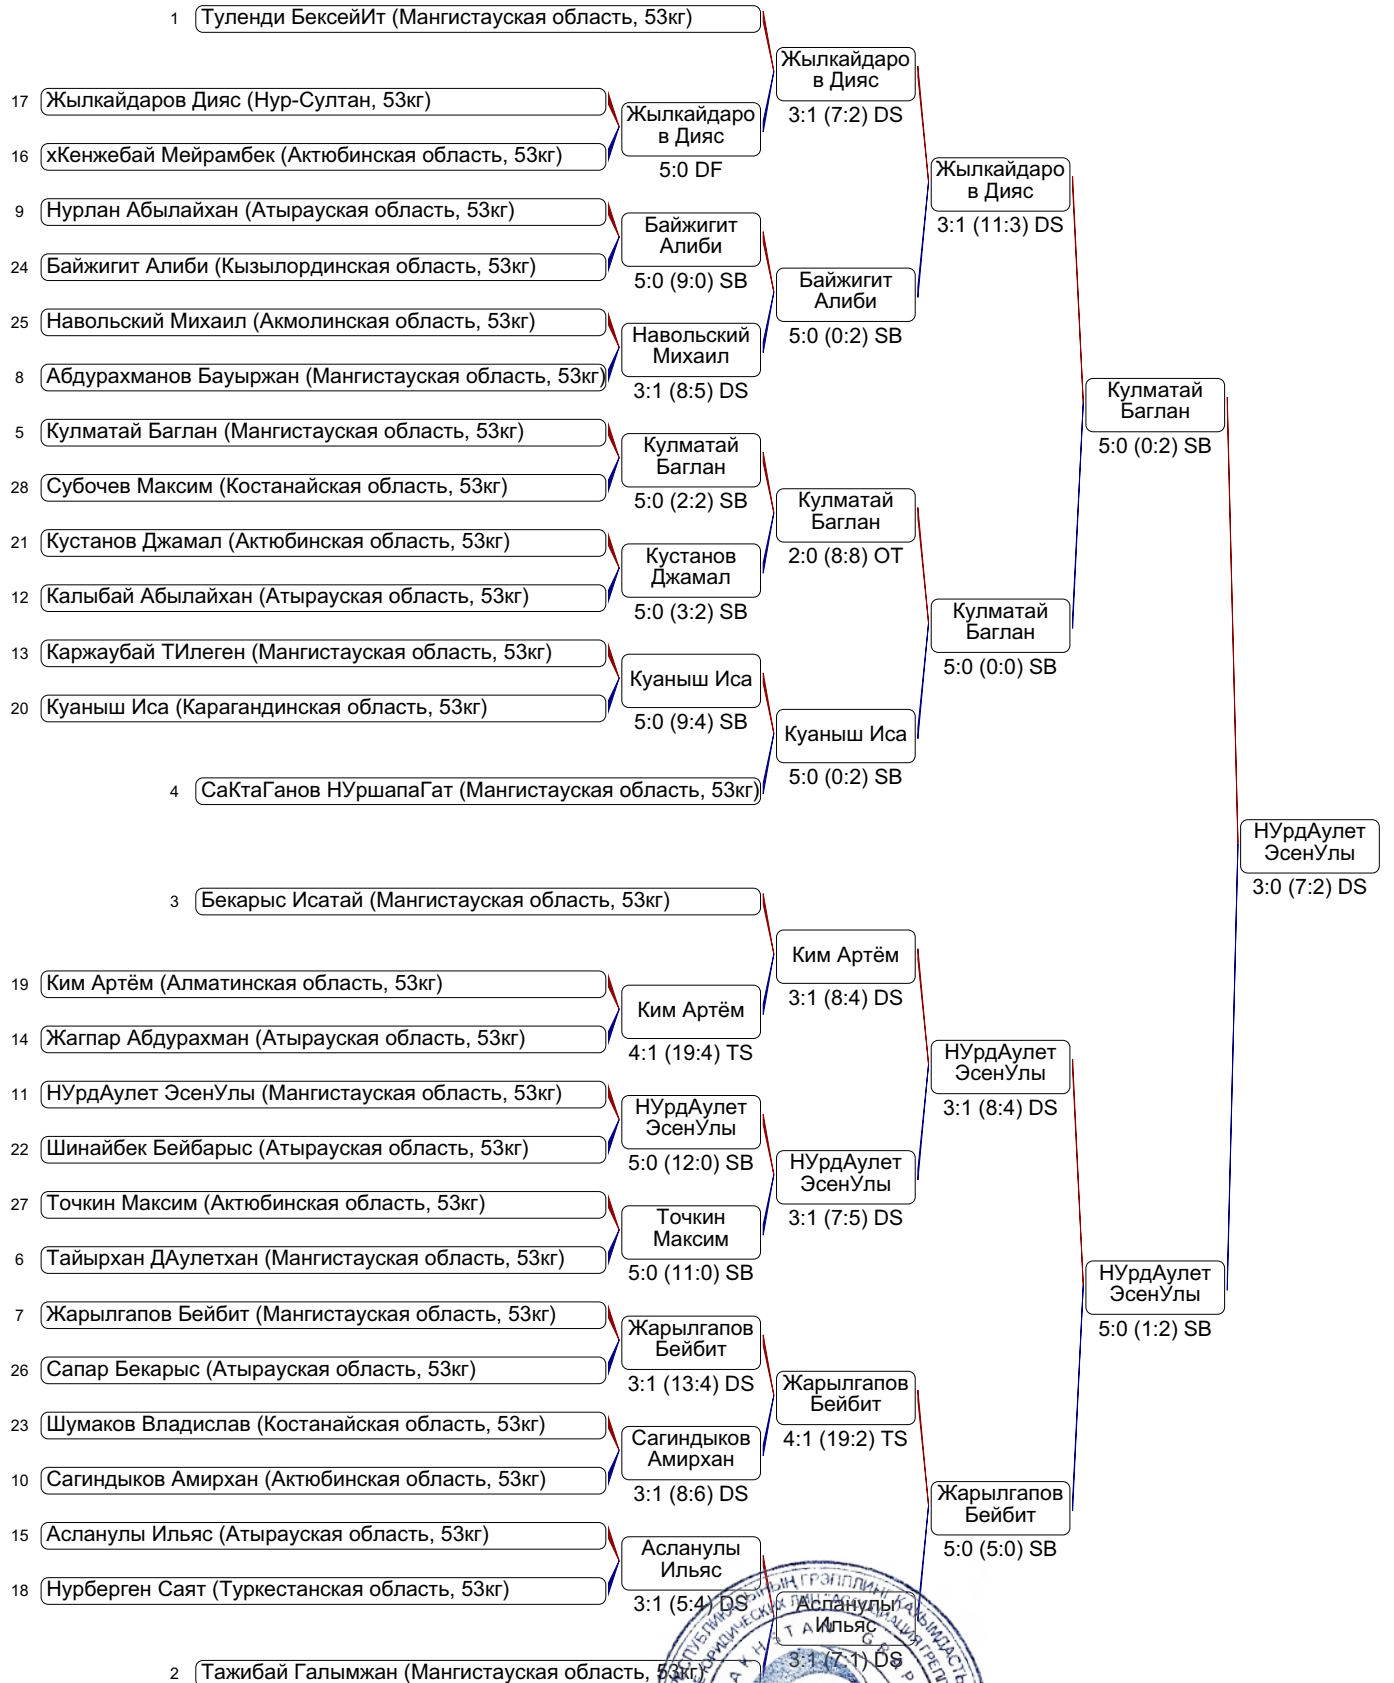 1 Туленди БексейИт (Мангистауская область, 53кг)
Жылкайдаро
в Дияс
3:1 (7:2) DS
17 Жылкайдаров Дияс (Нур-Султан, 53кг)
Жылкайдаро
в Дияс
5:0 DF
16 хКенжебай Мейрамбек (Актюбинская область, 53кг)
Жылкайдаро
в Дияс
3:1 (11:3) DS
9 Нурлан Абылайхан (Атырауская область, 53кг)
Байжигит
Алиби
5:0 (9:0) SB
24 Байжигит Алиби (Кызылординская область, 53кг)
Байжигит
Алиби
5:0 (0:2) SB
25 Навольский Михаил (Акмолинская область, 53кг)
Навольский
Михаил
3:1 (8:5) DS
8 Абдурахманов Бауыржан (Мангистауская область, 53кг)
Кулматай
Баглан
5:0 (0:2) SB
5 Кулматай Баглан (Мангистауская область, 53кг)
Кулматай
Баглан
5:0 (2:2) SB
28 Субочев Максим (Костанайская область, 53кг)
Кулматай
Баглан
2:0 (8:8) OT
21 Кустанов Джамал (Актюбинская область, 53кг)
Кустанов
Джамал
5:0 (3:2) SB
12 Калыбай Абылайхан (Атырауская область, 53кг)
Кулматай
Баглан
5:0 (0:0) SB
13 Каржаубай ТИлеген (Мангистауская область, 53кг)
Куаныш Иса
5:0 (9:4) SB
20 Куаныш Иса (Карагандинская область, 53кг)
Куаныш Иса
5:0 (0:2) SB
4 СаКтаГанов НУршапаГат (Мангистауская область, 53кг)
НУрдАулет
ЭсенУлы
3:0 (7:2) DS
3 Бекарыс Исатай (Мангистауская область, 53кг)
Ким Артём
3:1 (8:4) DS
19 Ким Артём (Алматинская область, 53кг)
Ким Артём
4:1 (19:4) TS
14 Жагпар Абдурахман (Атырауская область, 53кг)
НУрдАулет
ЭсенУлы
3:1 (8:4) DS
11 НУрдАулет ЭсенУлы (Мангистауская область, 53кг)
НУрдАулет
ЭсенУлы
5:0 (12:0) SB
22 Шинайбек Бейбарыс (Атырауская область, 53кг)
НУрдАулет
ЭсенУлы
3:1 (7:5) DS
27 Точкин Максим (Актюбинская область, 53кг)
Точкин
Максим
5:0 (11:0) SB
6 Тайырхан ДАулетхан (Мангистауская область, 53кг)
НУрдАулет
ЭсенУлы
5:0 (1:2) SB
7 Жарылгапов Бейбит (Мангистауская область, 53кг)
Жарылгапов
Бейбит
3:1 (13:4) DS
26 Сапар Бекарыс (Атырауская область, 53кг)
Жарылгапов
Бейбит
4:1 (19:2) TS
23 Шумаков Владислав (Костанайская область, 53кг)
Сагиндыков
Амирхан
3:1 (8:6) DS
10 Сагиндыков Амирхан (Актюбинская область, 53кг)
Жарылгапов
Бейбит
5:0 (5:0) SB
15 Асланулы Ильяс (Атырауская область, 53кг)
Асланулы
Ильяс
3:1 (5:4) DS
18 Нурберген Саят (Туркестанская область, 53кг)
Асланулы
Ильяс
3:1 (7:1) DS
2 Тажибай Галымжан (Мангистауская область, 53кг)